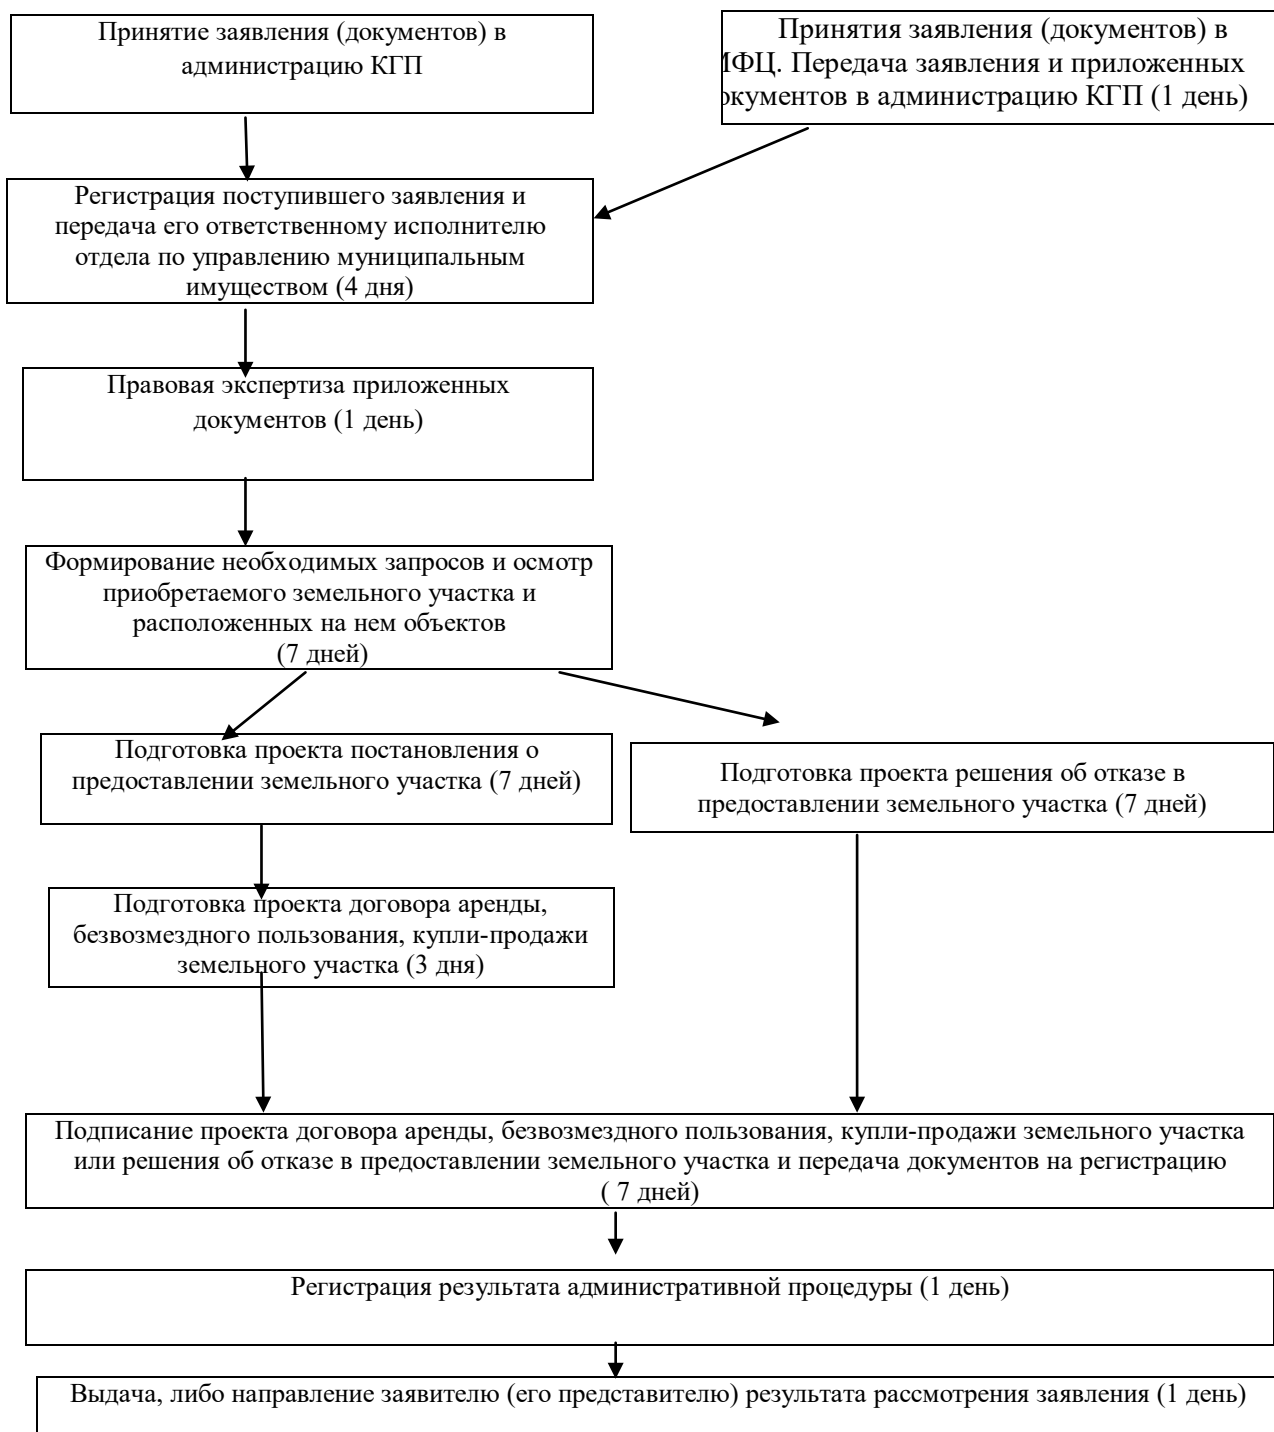 Принятие заявления (документов) в
администрацию КГП
Принятия заявления (документов) в
МФЦ. Передача заявления и приложенных
документов в администрацию КГП (1 день)
Регистрация поступившего заявления и
передача его ответственному исполнителю
отдела по управлению муниципальным
имуществом (4 дня)
Правовая экспертиза приложенных
документов (1 день)
Формирование необходимых запросов и осмотр
приобретаемого земельного участка и
расположенных на нем объектов
(7 дней)
Подготовка проекта постановления о
предоставлении земельного участка (7 дней)
Подготовка проекта решения об отказе в
предоставлении земельного участка (7 дней)
Подготовка проекта договора аренды,
безвозмездного пользования, купли-продажи
земельного участка (3 дня)
Подписание проекта договора аренды, безвозмездного пользования, купли-продажи земельного участка
или решения об отказе в предоставлении земельного участка и передача документов на регистрацию
( 7 дней)
Регистрация результата административной процедуры (1 день)
Выдача, либо направление заявителю (его представителю) результата рассмотрения заявления (1 день)